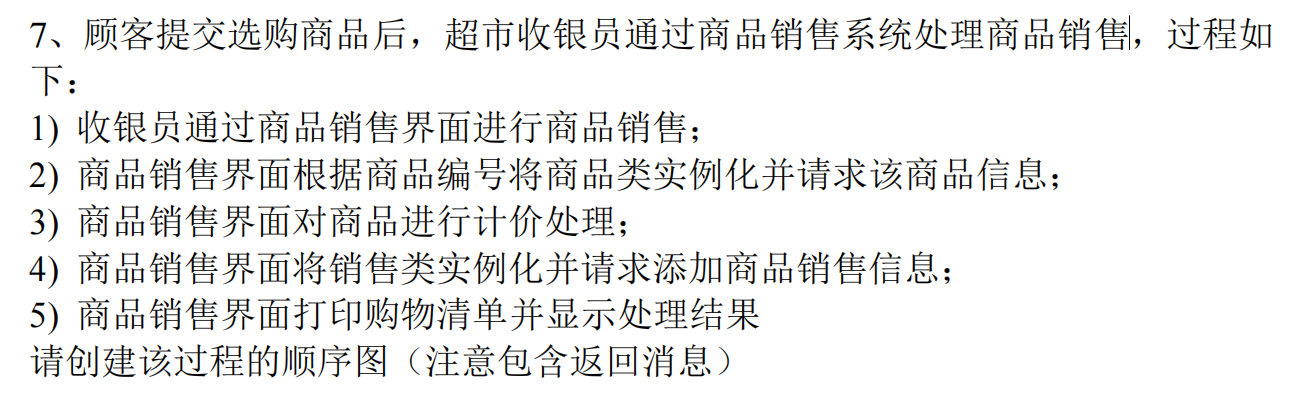 7、顾客提交选购商品后，超市收银员通过商品销售系统处理商品销售，过程如
下：
1) 收银员通过商品销售界面进行商品销售；
2) 商品销售界面根据商品编号将商品类实例化并请求该商品信息；
3) 商品销售界面对商品进行计价处理；
4) 商品销售界面将销售类实例化并请求添加商品销售信息；
5) 商品销售界面打印购物清单并显示处理结果
请创建该过程的顺序图（注意包含返回消息）